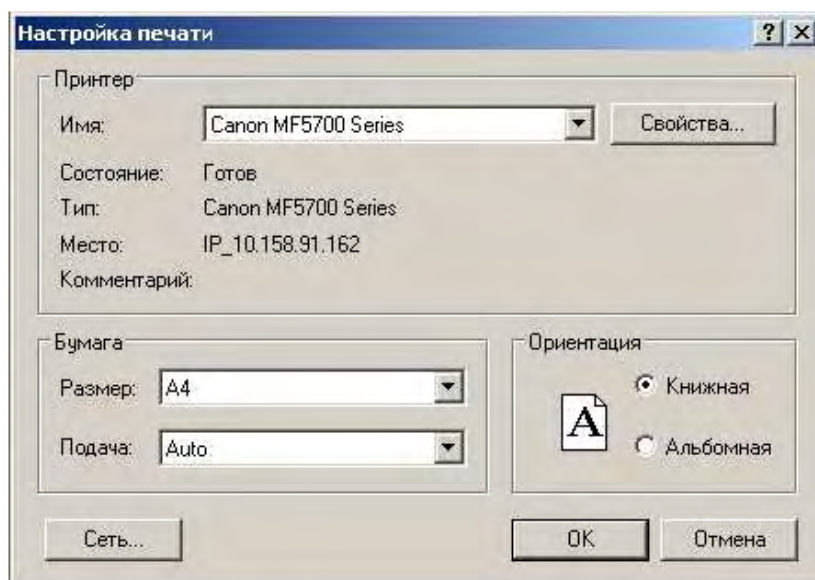 Настройка печати
Принтер
Имя: Canon MF5700 Series Свойства...
Состояние: Готов
Тип: Canon MF5700 Series
Место: IP_10.158.91.162
Комментарий:
Бумага
Размер: A4
Подача: Auto
Ориентация
A
Книжная
Альбомная
Сеть... OK Отмена